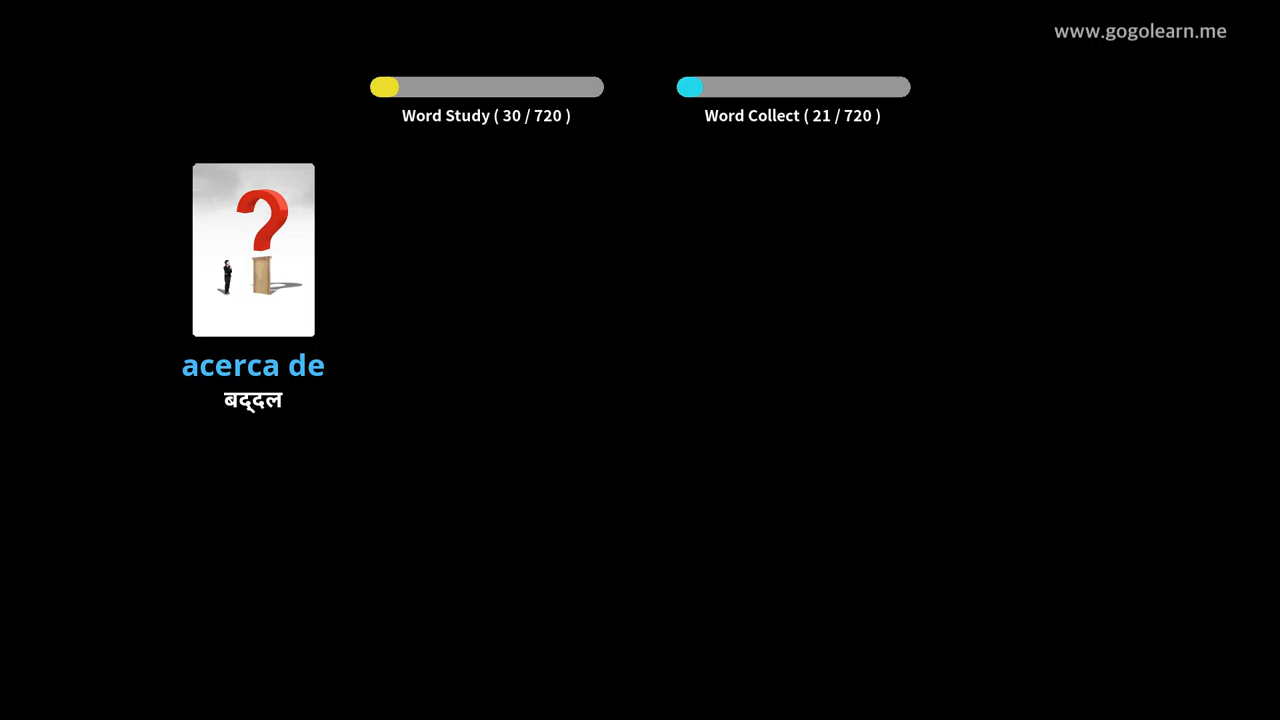 www.gogolearn.me
Word Study ( 30 / 720 )
Word Collect ( 21 / 720 )
acerca de
बद्दल